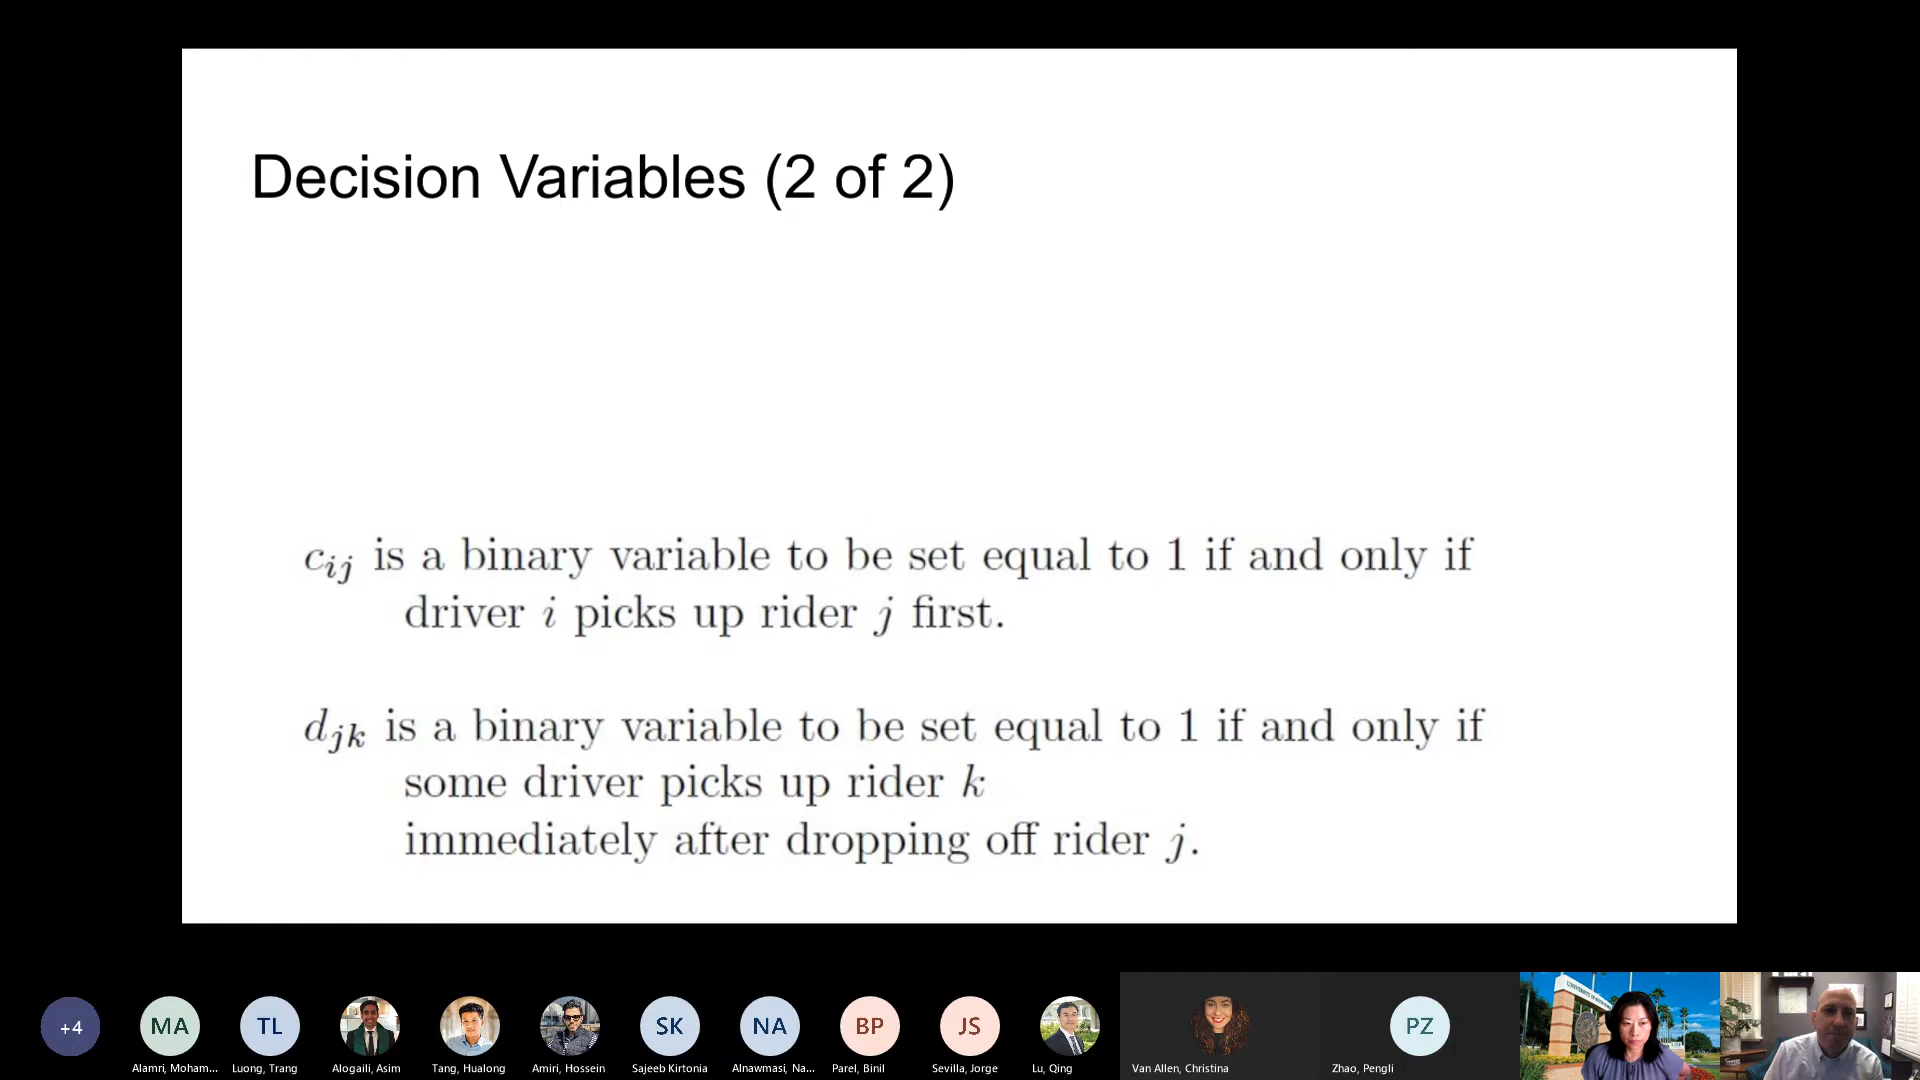 Decision Variables (2 of 2)
c_{ij} is a binary variable to be set equal to 1 if and only if
driver i picks up rider j first.
d_{jk} is a binary variable to be set equal to 1 if and only if
some driver picks up rider k
immediately after dropping off rider j.
+4
MA
TL
SK
NA
BP
JS
PZ
Alamri, Moham...
Luong, Trang
Alogaili, Asim
Tang, Hualong
Amiri, Hossein
Sajeeb Kirtonia
Alnawmasi, Na...
Parel, Binil
Sevilla, Jorge
Lu, Qing
Van Allen, Christina
Zhao, Pengli